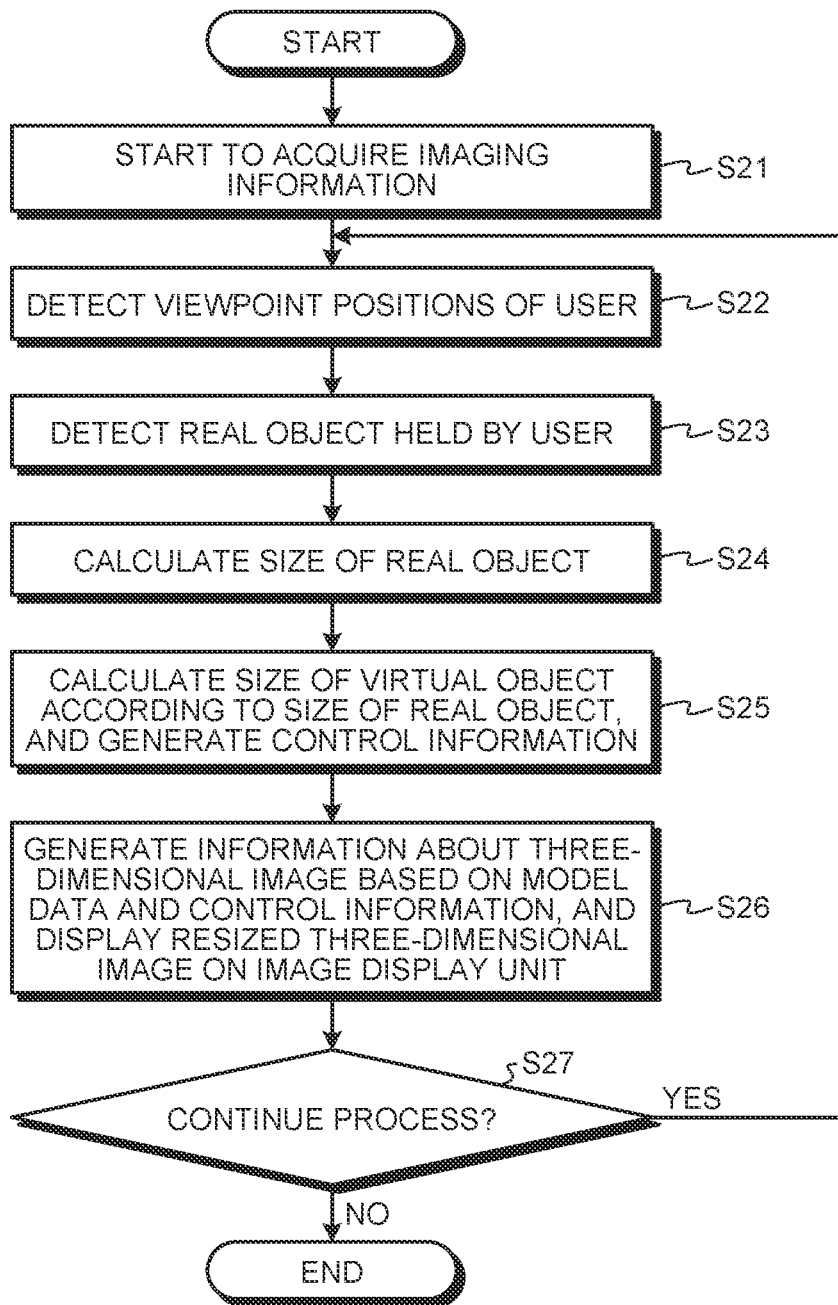 START
START TO ACQUIRE IMAGING
INFORMATION
S21
DETECT VIEWPOINT POSITIONS OF USER
S22
DETECT REAL OBJECT HELD BY USER
S23
CALCULATE SIZE OF REAL OBJECT
S24
CALCULATE SIZE OF VIRTUAL OBJECT
ACCORDING TO SIZE OF REAL OBJECT,
AND GENERATE CONTROL INFORMATION
S25
GENERATE INFORMATION ABOUT THREE-
DIMENSIONAL IMAGE BASED ON MODEL
DATA AND CONTROL INFORMATION, AND
DISPLAY RESIZED THREE-DIMENSIONAL
IMAGE ON IMAGE DISPLAY UNIT
S26
S27
CONTINUE PROCESS?
YES
NO
END